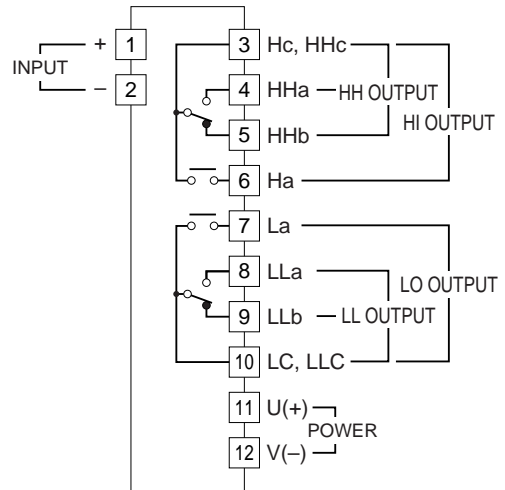 INPUT
+ 1
– 2
3 Hc, HHc
4 HHa
HH OUTPUT
HI OUTPUT
5 HHb
6 Ha
7 La
8 LLa
LO OUTPUT
9 LLb
LL OUTPUT
10 LC, LLC
11 U(+)
POWER
12 V(–)